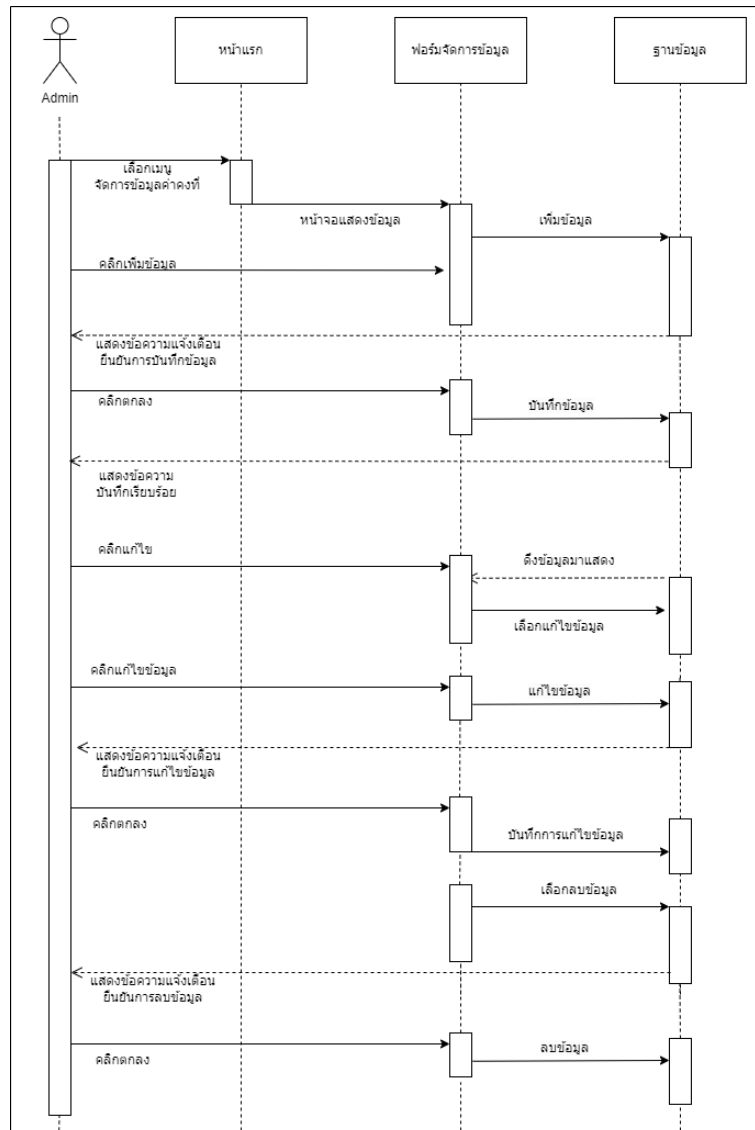 หน้าแรก
ฟอร์มจัดการข้อมูล
ฐานข้อมูล
Admin
เลือกเมนู
จัดการข้อมูลค่าคงที่
หน้าจอแสดงข้อมูล
เพิ่มข้อมูล
คลิกเพิ่มข้อมูล
แสดงข้อความแจ้งเตือน
ยืนยันการบันทึกข้อมูล
คลิกตกลง
บันทึกข้อมูล
แสดงข้อความ
บันทึกเรียบร้อย
คลิกแก้ไข
ดึงข้อมูลมาแสดง
เลือกแก้ไขข้อมูล
คลิกแก้ไขข้อมูล
แก้ไขข้อมูล
แสดงข้อความแจ้งเตือน
ยืนยันการแก้ไขข้อมูล
คลิกตกลง
บันทึกการแก้ไขข้อมูล
เลือกลบข้อมูล
แสดงข้อความแจ้งเตือน
ยืนยันการลบข้อมูล
คลิกตกลง
ลบข้อมูล